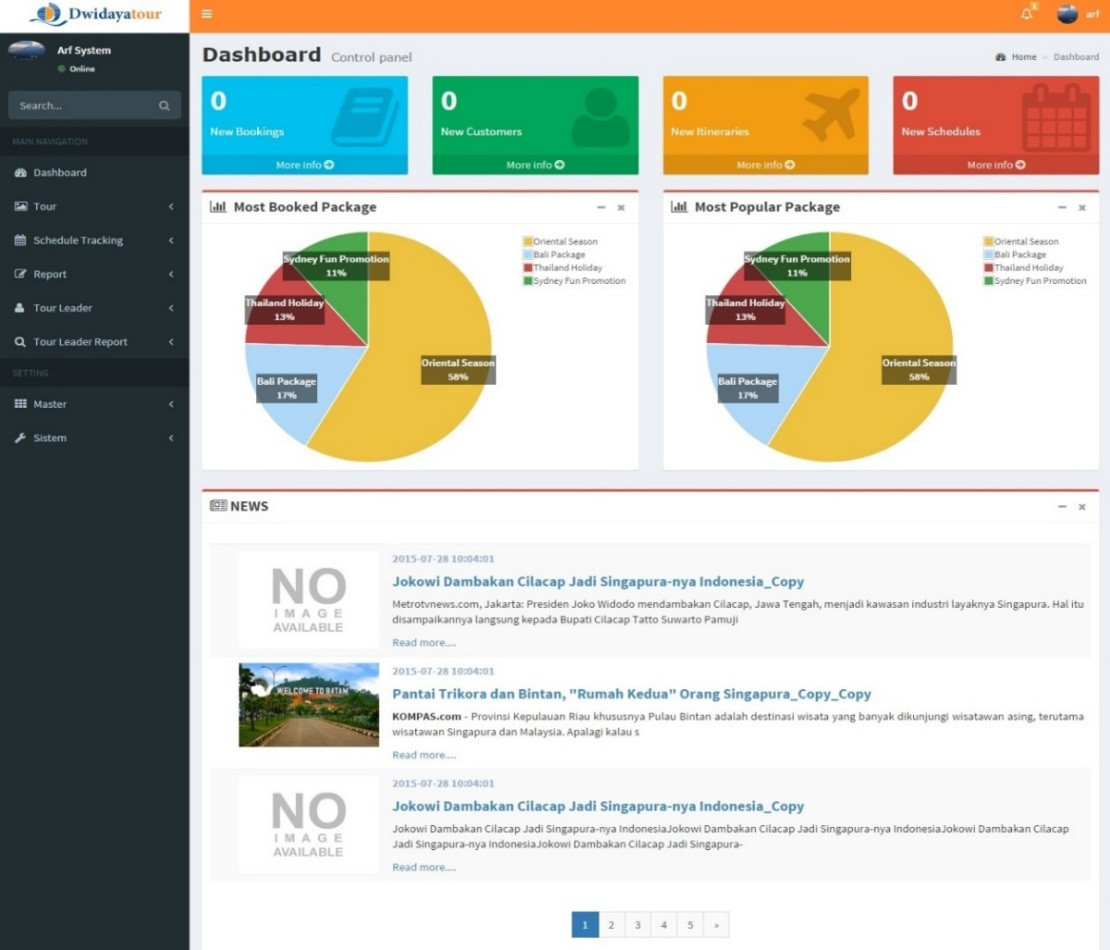 Dwidayatour
arf
Arf System
Online
Search...
MAIN NAVIGATION
Dashboard
Tour
Schedule Tracking
Report
Tour Leader
Tour Leader Report
SETTING
Master
Sistem
Dashboard Control panel
Home > Dashboard
0
New Bookings
More info
0
New Customers
More info
0
New Itineraries
More info
0
New Schedules
More info
Most Booked Package
Sydney Fun Promotion
11%
Thailand Holiday
13%
Bali Package
17%
Oriental Season
58%
Oriental Season
Bali Package
Thailand Holiday
Sydney Fun Promotion
Most Popular Package
Sydney Fun Promotion
11%
Thailand Holiday
13%
Bali Package
17%
Oriental Season
58%
Oriental Season
Bali Package
Thailand Holiday
Sydney Fun Promotion
NEWS
NO
IMAGE
AVAILABLE
2015-07-28 10:04:01
Jokowi Dambakan Cilacap Jadi Singapura-nya Indonesia_Copy
Metrotvnews.com, Jakarta: Presiden Joko Widodo mendambakan Cilacap, Jawa Tengah, menjadi kawasan industri layaknya Singapura. Hal itu
disampaikannya langsung kepada Bupati Cilacap Tatto Suwarto Pamuji
Read more....
WELCOME TO BATAM
2015-07-28 10:04:01
Pantai Trikora dan Bintan, "Rumah Kedua" Orang Singapura_Copy_Copy
KOMPAS.com - Provinsi Kepulauan Riau khususnya Pulau Bintan adalah destinasi wisata yang banyak dikunjungi wisatawan asing, terutama
wisatawan Singapura dan Malaysia. Apalagi kalau s
Read more....
NO
IMAGE
AVAILABLE
2015-07-28 10:04:01
Jokowi Dambakan Cilacap Jadi Singapura-nya Indonesia_Copy
Jokowi Dambakan Cilacap Jadi Singapura-nya IndonesiaJokowi Dambakan Cilacap Jadi Singapura-nya IndonesiaJokowi Dambakan Cilacap
Jadi Singapura-nya IndonesiaJokowi Dambakan Cilacap Jadi Singapura-
Read more....
1 2 3 4 5 »